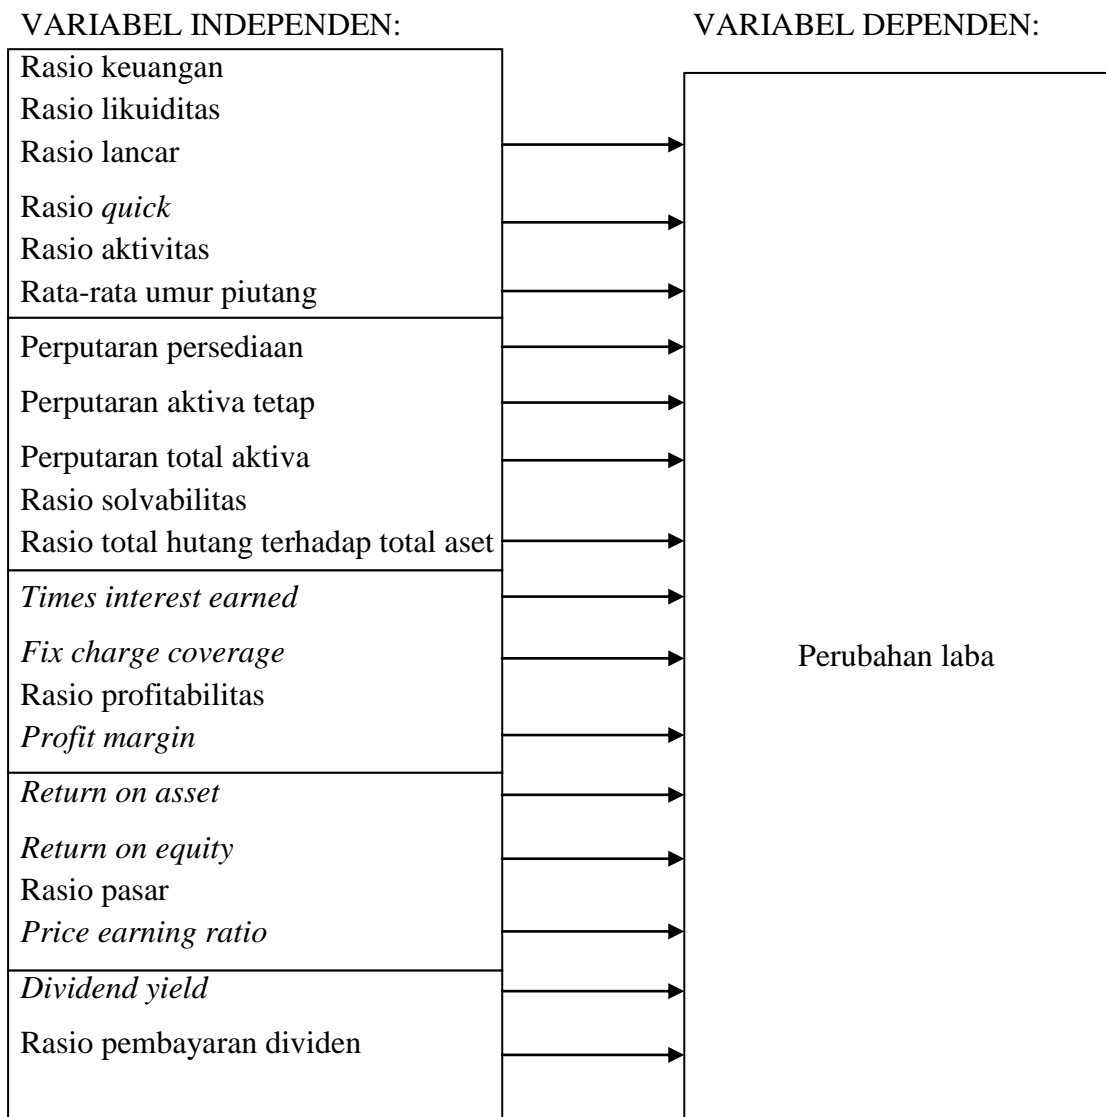 VARIABEL INDEPENDEN:
VARIABEL DEPENDEN:
Rasio keuangan
Rasio likuiditas
Rasio lancar
Rasio quick
Rasio aktivitas
Rata-rata umur piutang
Perputaran persediaan
Perputaran aktiva tetap
Perputaran total aktiva
Rasio solvabilitas
Rasio total hutang terhadap total aset
Times interest earned
Fix charge coverage
Rasio profitabilitas
Profit margin
Return on asset
Return on equity
Rasio pasar
Price earning ratio
Dividend yield
Rasio pembayaran dividen
Perubahan laba